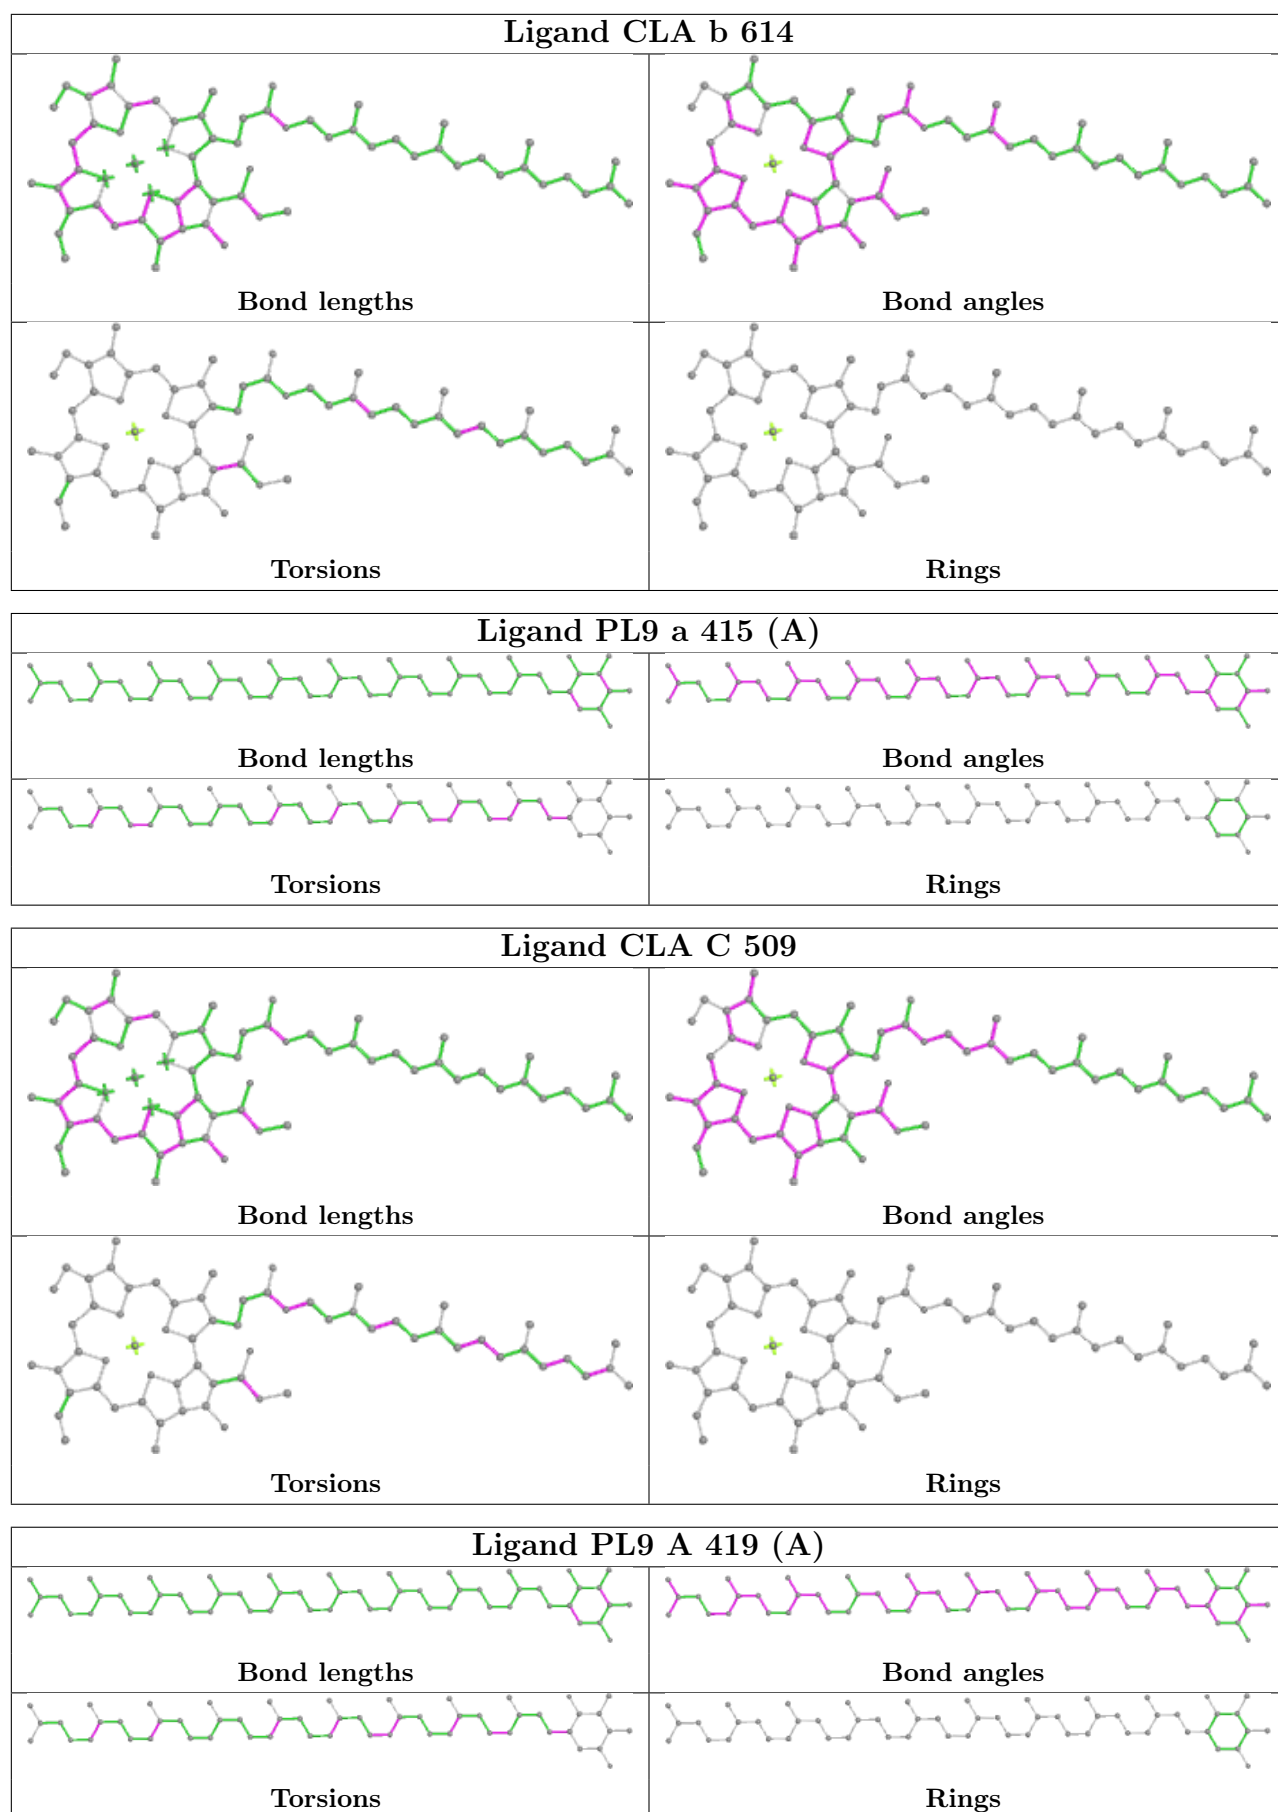 Ligand CLA b 614
Bond lengths
Bond angles
Torsions
Rings
Ligand PL9 a 415 (A)
Bond lengths
Bond angles
Torsions
Rings
Ligand CLA C 509
Bond lengths
Bond angles
Torsions
Rings
Ligand PL9 A 419 (A)
Bond lengths
Bond angles
Torsions
Rings